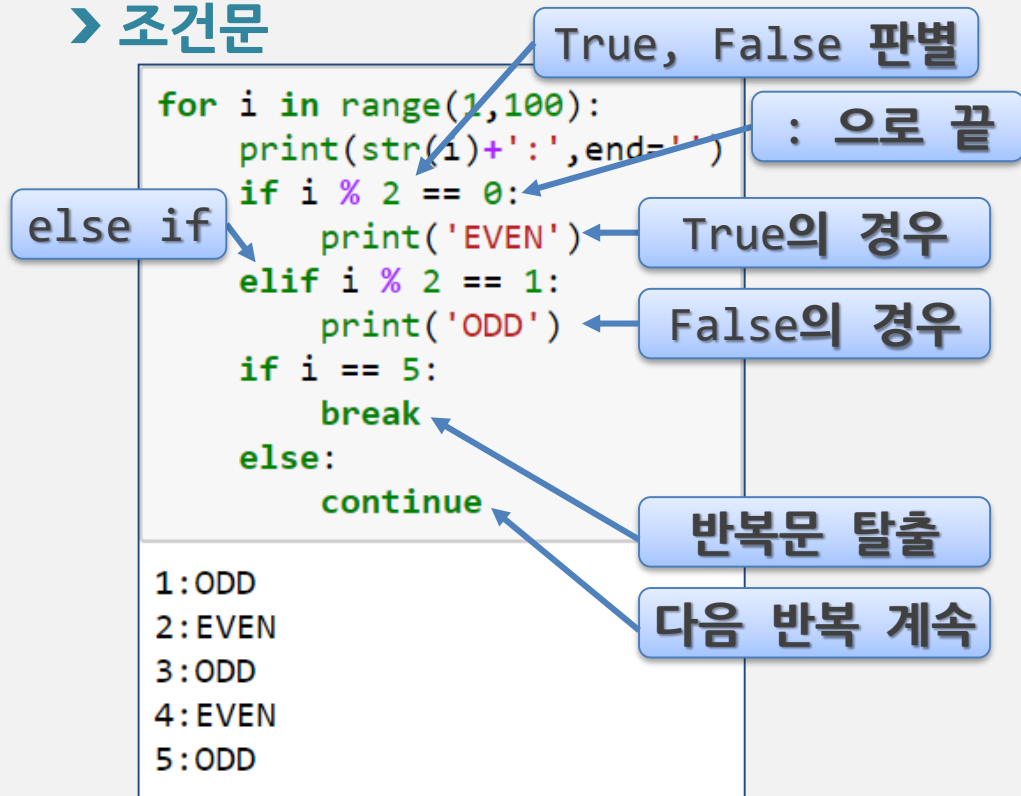 조건문
True, False 판별
for i in range(1,100):
: 으로 끝
    print(str(i)+':',end='')
    if i % 2 == 0:
else if
        print('EVEN')
True의 경우
    elif i % 2 == 1:
        print('ODD')
False의 경우
    if i == 5:
        break
    else:
        continue
반복문 탈출
다음 반복 계속
1:ODD
2:EVEN
3:ODD
4:EVEN
5:ODD